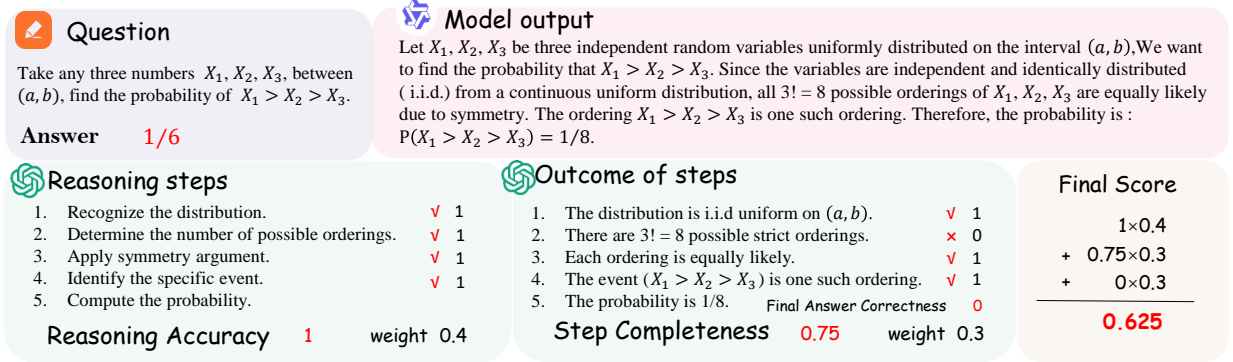 Question
Take any three numbers X₁, X₂, X₃, between
(a, b), find the probability of X₁ > X₂ > X₃.
Answer 1/6
Model output
Let X₁, X₂, X₃ be three independent random variables uniformly distributed on the interval (a, b),We want
to find the probability that X₁ > X₂ > X₃. Since the variables are independent and identically distributed
( i.i.d.) from a continuous uniform distribution, all 3! = 8 possible orderings of X₁, X₂, X₃ are equally likely
due to symmetry. The ordering X₁ > X₂ > X₃ is one such ordering. Therefore, the probability is :
P(X₁ > X₂ > X₃) = 1/8.
Reasoning steps
1. Recognize the distribution. √ 1
2. Determine the number of possible orderings. √ 1
3. Apply symmetry argument. √ 1
4. Identify the specific event. √ 1
5. Compute the probability.
Reasoning Accuracy 1 weight 0.4
Outcome of steps
1. The distribution is i.i.d uniform on (a, b). √ 1
2. There are 3! = 8 possible strict orderings. × 0
3. Each ordering is equally likely. √ 1
4. The event (X₁ > X₂ > X₃) is one such ordering. √ 1
5. The probability is 1/8. Final Answer Correctness 0
Step Completeness 0.75 weight 0.3
Final Score
1×0.4
+ 0.75×0.3
+ 0×0.3
0.625